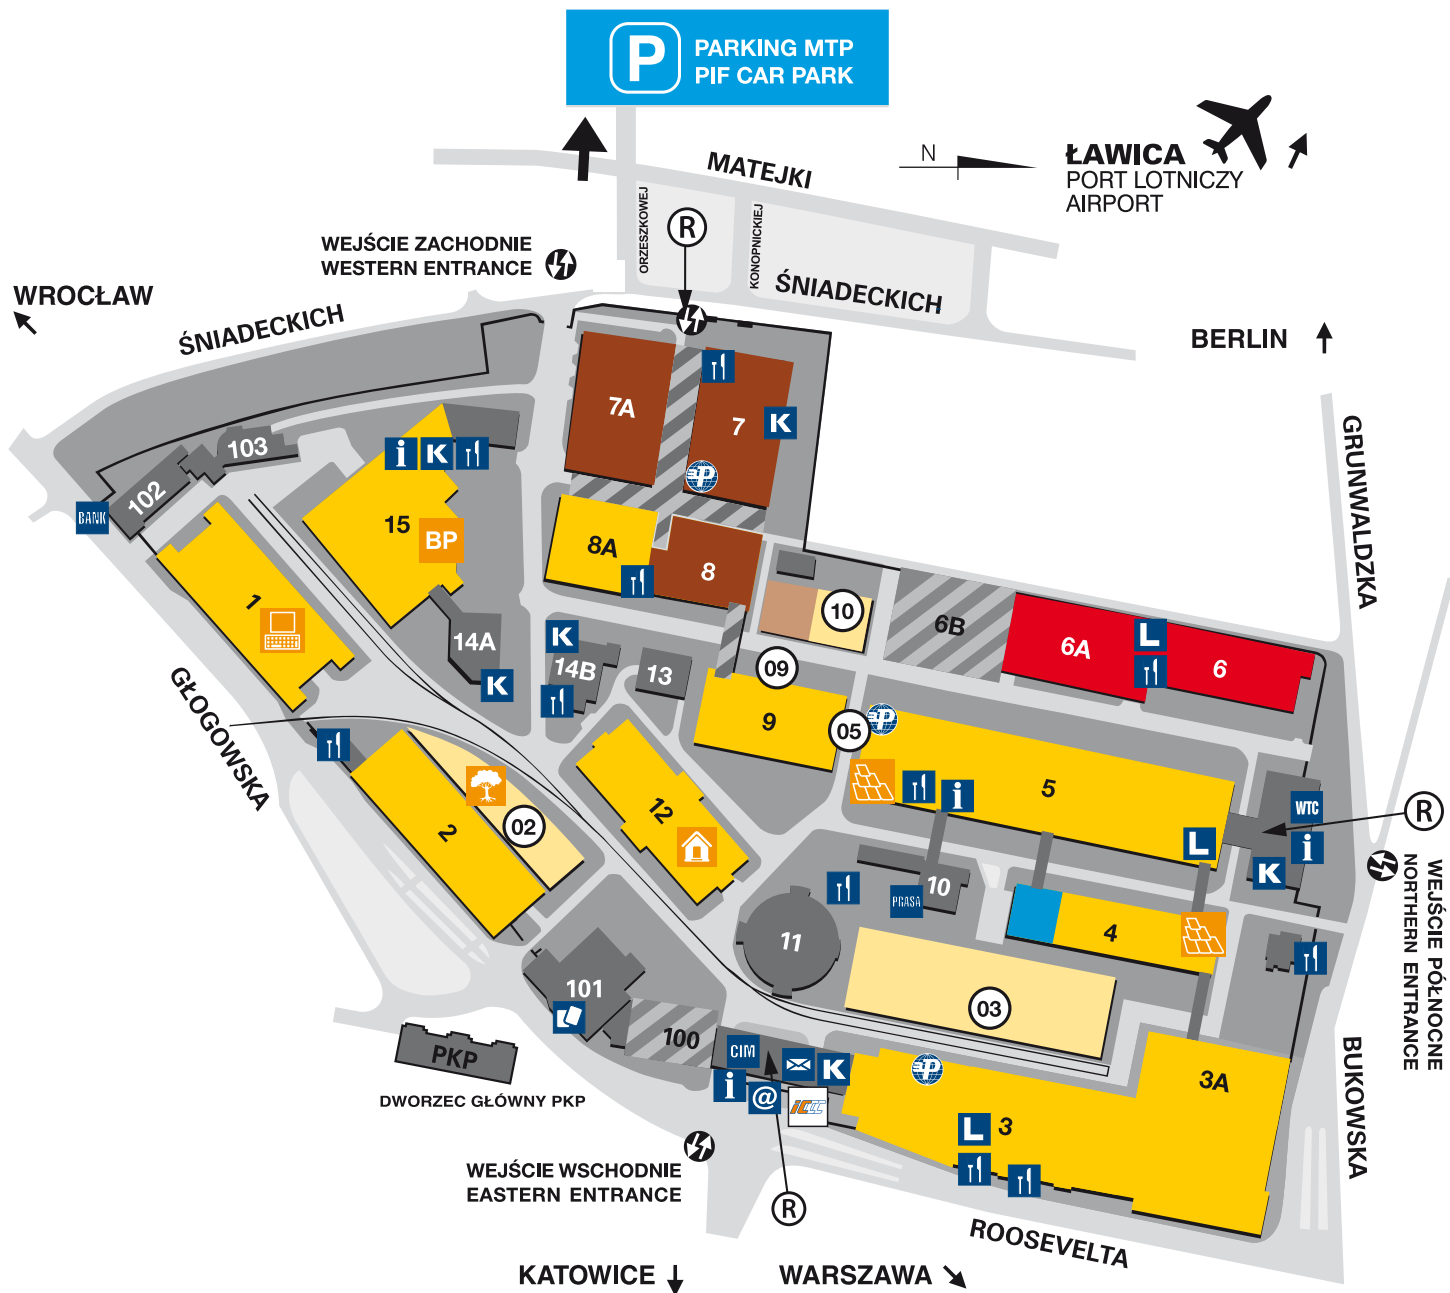 P
PARKING MTP
PIF CAR PARK
MATEJKI
N
ŁAWICA
PORT LOTNICZY
AIRPORT
ORZESZKOWEJ
R
KONOPNICKIEJ
WEJŚCIE ZACHODNIE
WESTERN ENTRANCE
ŚNIADECKICH
WROCŁAW
ŚNIADECKICH
BERLIN
7A
7
K
GRUNWALDZKA
103
i
K
102
BANK
15
BP
8A
8
1
10
6B
6A
L
6
14A
K
K
14B
13
09
9
05
GŁOGOWSKA
2
02
12
i
5
L
WTC
i
K
R
WEJŚCIE PÓŁNOCNE
NORTHERN ENTRANCE
10
PRASA
11
4
101
03
100
PKP
DWORZEC GŁÓWNY PKP
CIM
K
i
@
iCCC
3A
L
3
BUKOWSKA
WEJŚCIE WSCHODNIE
EASTERN ENTRANCE
R
ROOSEVELTA
KATOWICE
WARSZAWA